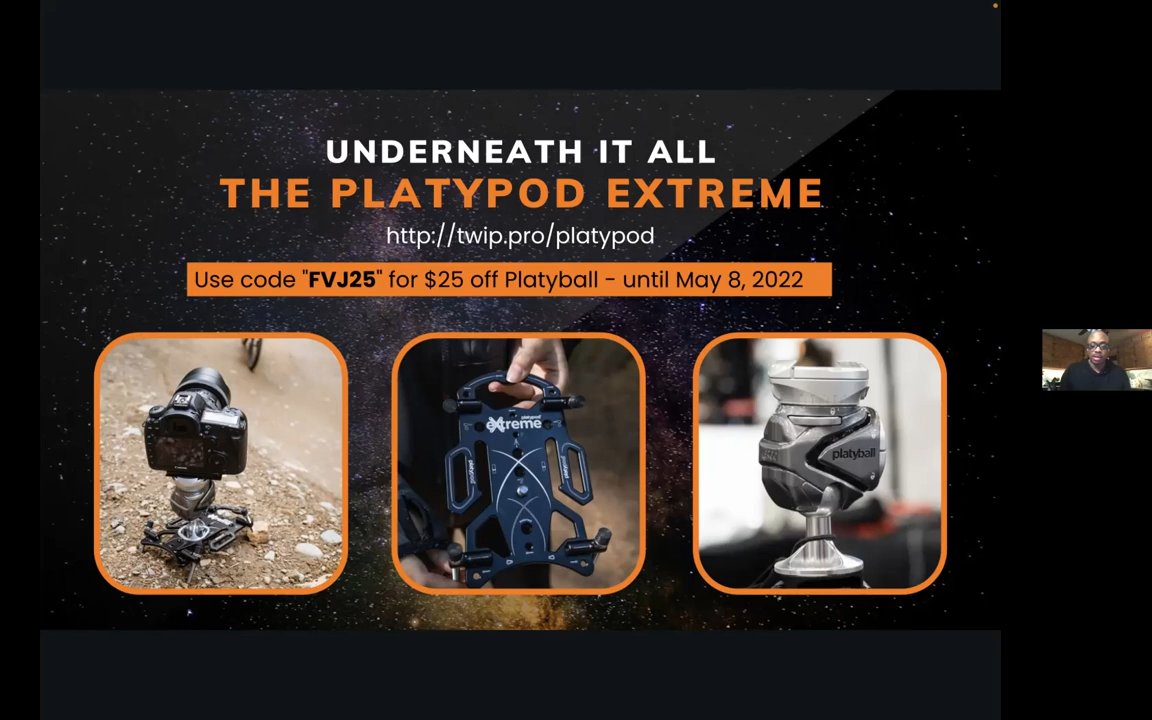 UNDERNEATH IT ALL
THE PLATYPOD EXTREME
http://twip.pro/platypod
Use code "FVJ25" for $25 off Platyball - until May 8, 2022
platypod
extreme
platyball